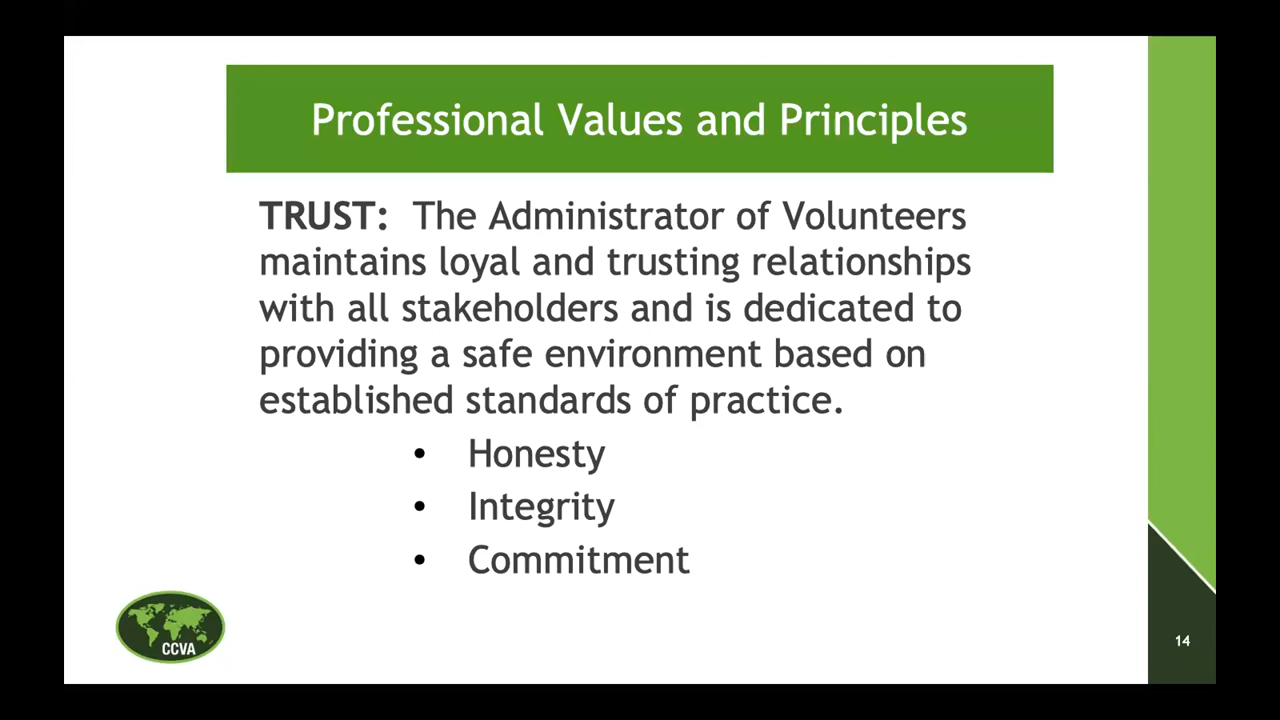 Professional Values and Principles
TRUST: The Administrator of Volunteers
maintains loyal and trusting relationships
with all stakeholders and is dedicated to
providing a safe environment based on
established standards of practice.
• Honesty
• Integrity
• Commitment
CCVA
14